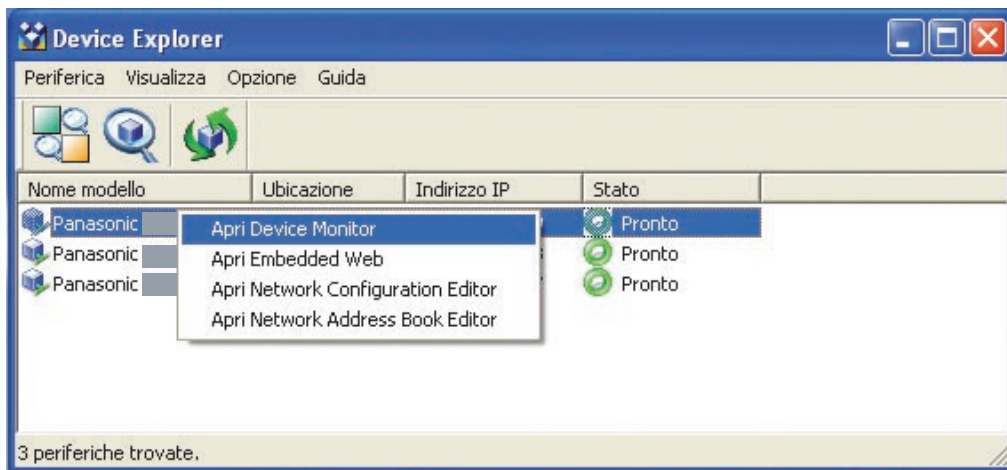 Device Explorer
Periferica Visualizza Opzione Guida
Nome modello Ubicazione Indirizzo IP Stato
Panasonic Pronto
Apri Device Monitor
Panasonic Pronto
Apri Embedded Web
Panasonic Pronto
Apri Network Configuration Editor
Apri Network Address Book Editor
3 periferiche trovate.